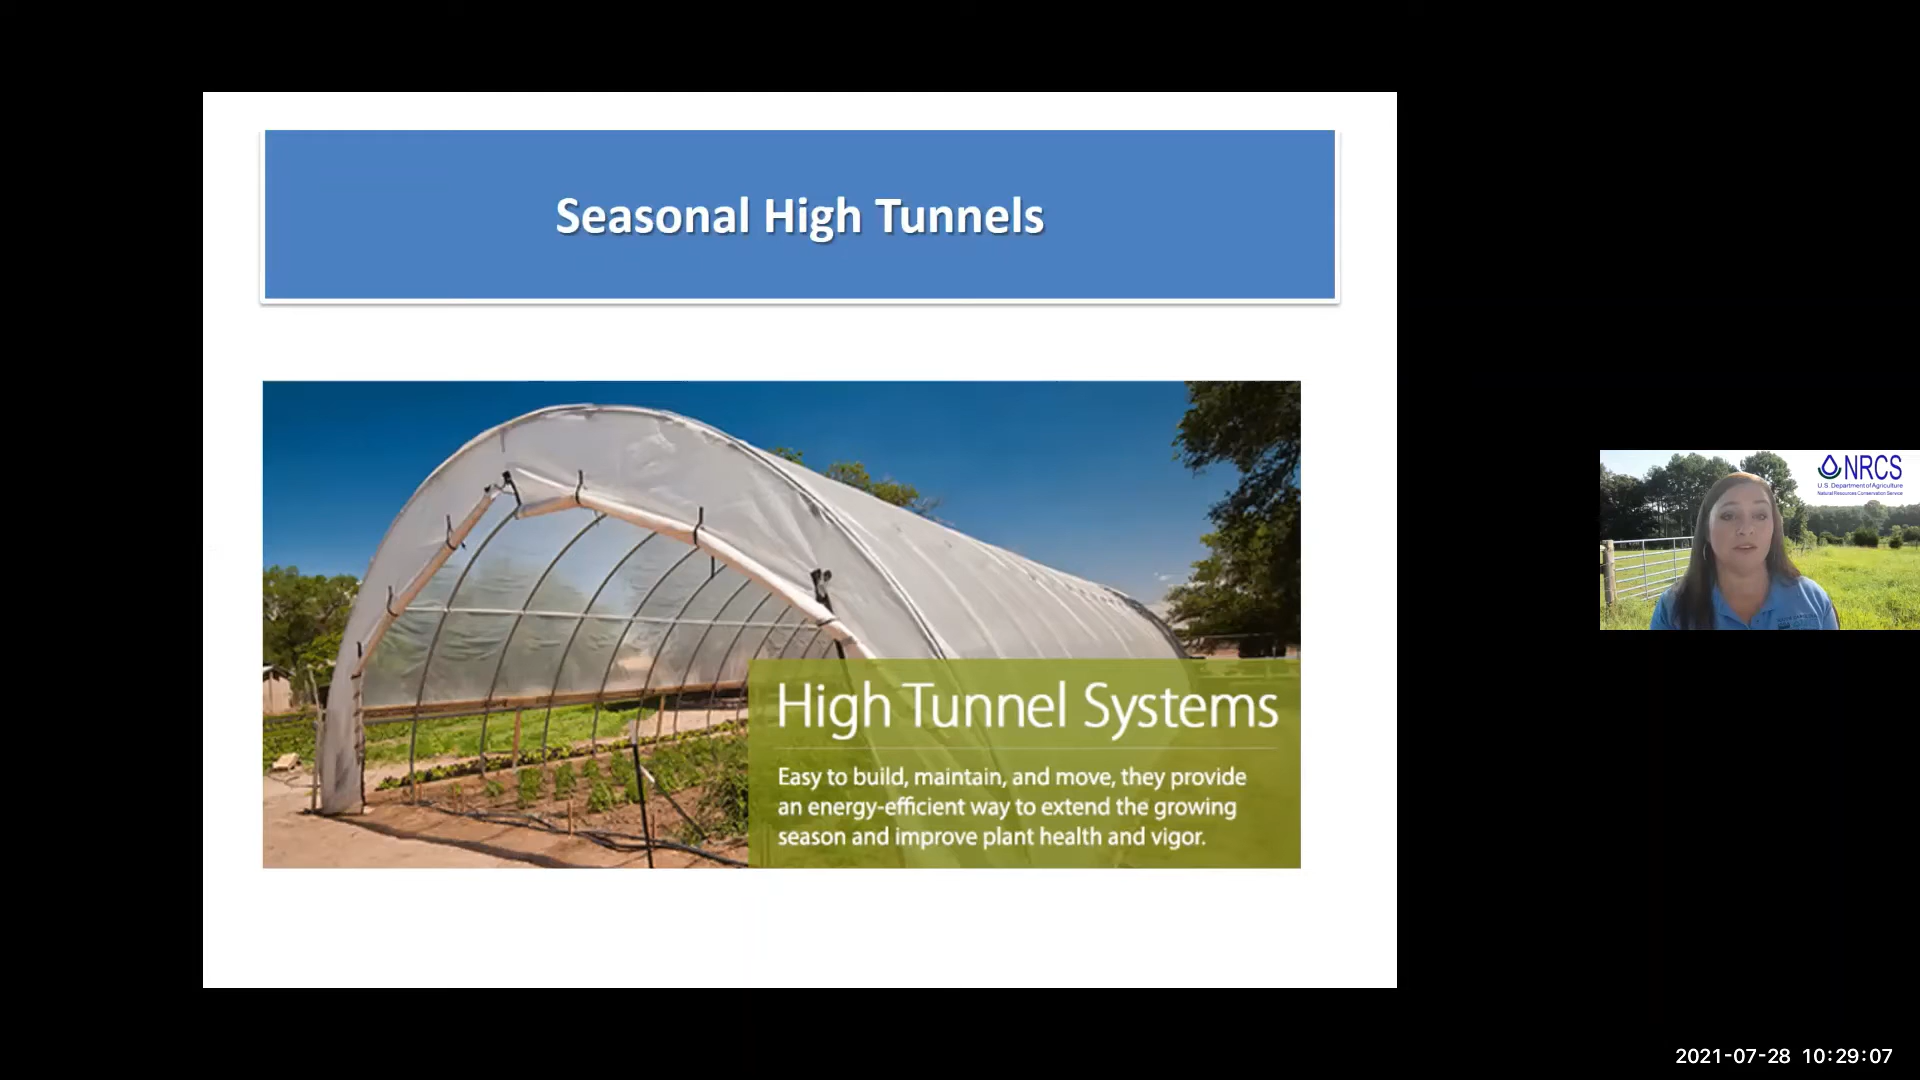 Seasonal High Tunnels
High Tunnel Systems
Easy to build, maintain, and move, they provide
an energy-efficient way to extend the growing
season and improve plant health and vigor.
NRCS
U.S. Department of Agriculture
Natural Resources Conservation Service
2021-07-28 10:29:07